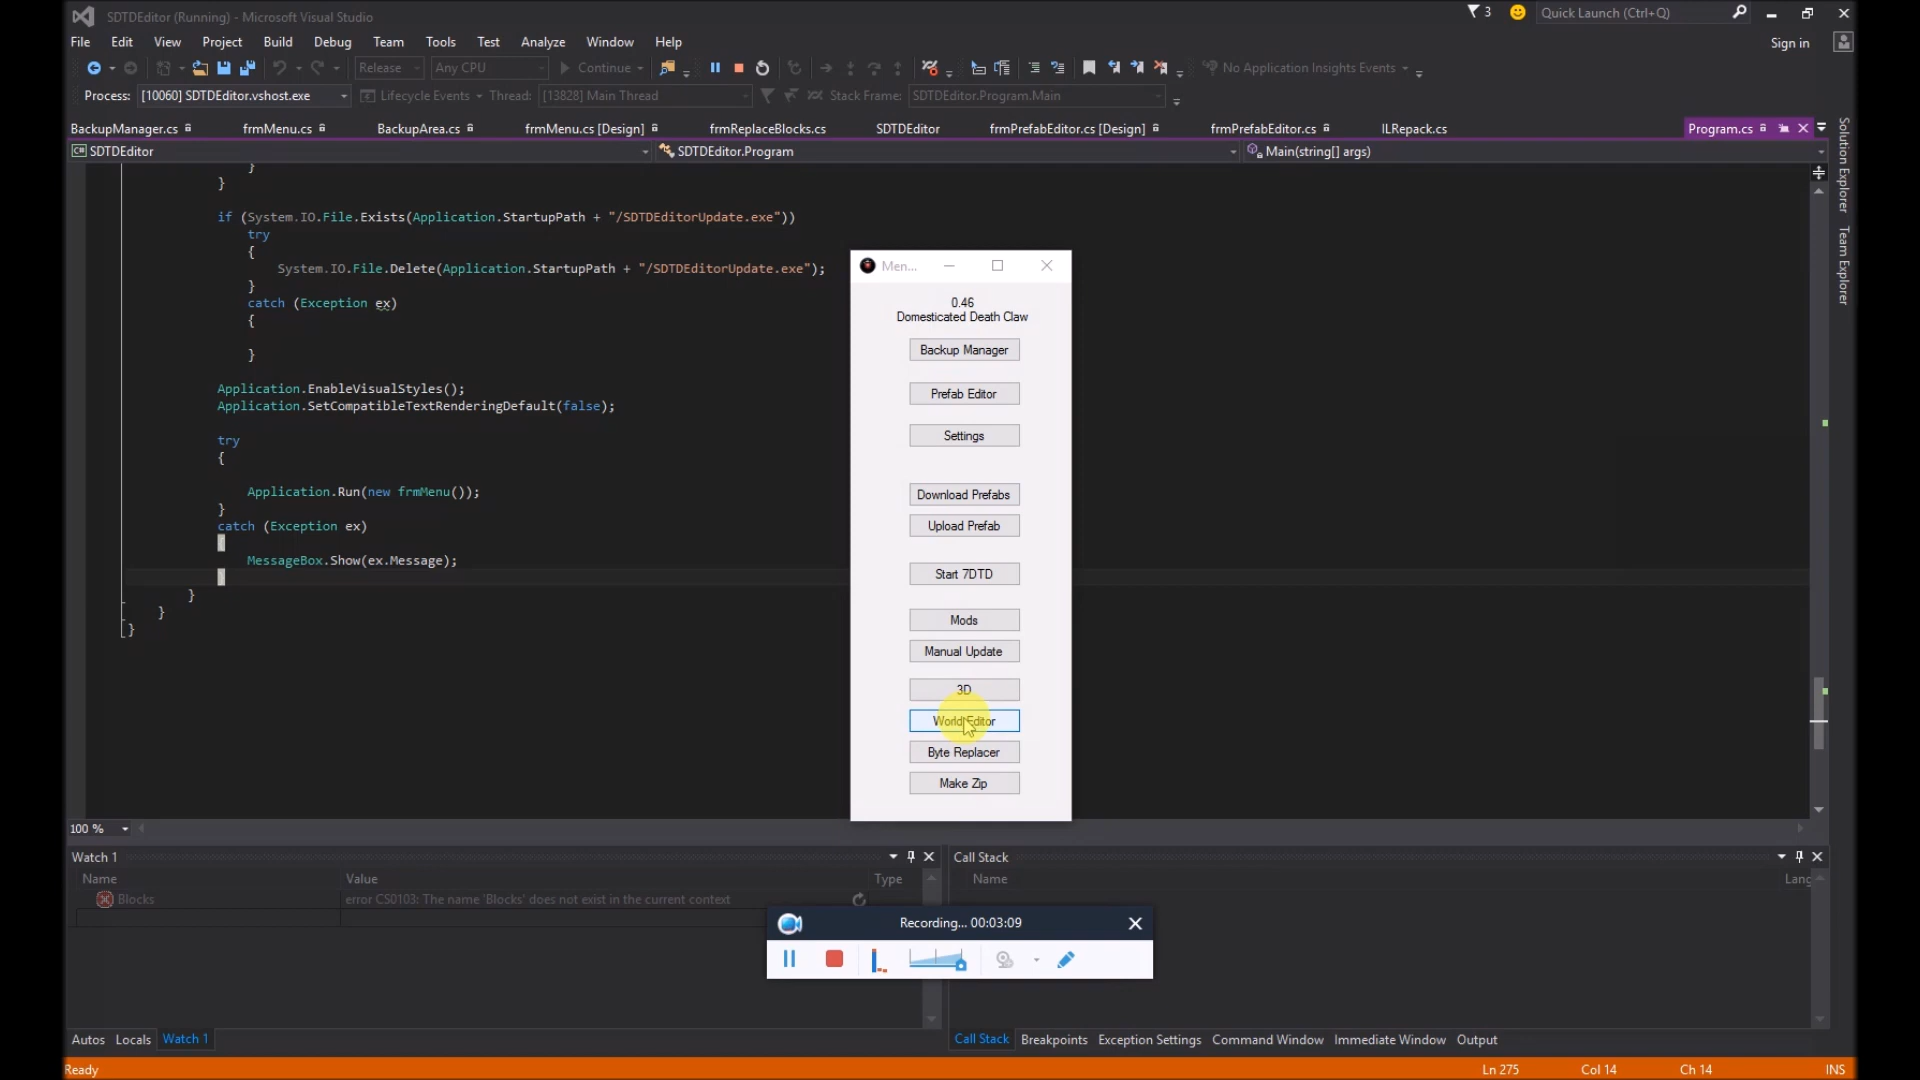 SDTDEditor (Running) - Microsoft Visual Studio
3
Quick Launch (Ctrl+Q)
File Edit View Project Build Debug Team Tools Test Analyze Window Help
Sign in
Release Any CPU Continue
No Application Insights Events
Process: [10060] SDTDEditor.vshost.exe Lifecycle Events Thread: [13828] Main Thread Stack Frame: SDTDEditor.Program.Main
BackupManager.cs frmMenu.cs BackupArea.cs frmMenu.cs [Design] frmReplaceBlocks.cs SDTDEditor frmPrefabEditor.cs [Design] frmPrefabEditor.cs ILRepack.cs Program.cs
SDTDEditor SDTDEditor.Program Main(string[] args)
Solution Explorer
Team Explorer
}
}
if (System.IO.File.Exists(Application.StartupPath + "/SDTDEditorUpdate.exe"))
try
{
System.IO.File.Delete(Application.StartupPath + "/SDTDEditorUpdate.exe");
}
catch (Exception ex)
{
}
Application.EnableVisualStyles();
Application.SetCompatibleTextRenderingDefault(false);
try
{
Application.Run(new frmMenu());
}
catch (Exception ex)
{
MessageBox.Show(ex.Message);
}
}
}
}
Men...
0.46
Domesticated Death Claw
Backup Manager
Prefab Editor
Settings
Download Prefabs
Upload Prefab
Start 7DTD
Mods
Manual Update
3D
World Editor
Byte Replacer
Make Zip
100 %
Watch 1
Name Value Type
Blocks error CS0103: The name 'Blocks' does not exist in the current context
Call Stack
Name Lang
Recording... 00:03:09
Autos Locals Watch 1
Call Stack Breakpoints Exception Settings Command Window Immediate Window Output
Ready Ln 275 Col 14 Ch 14 INS